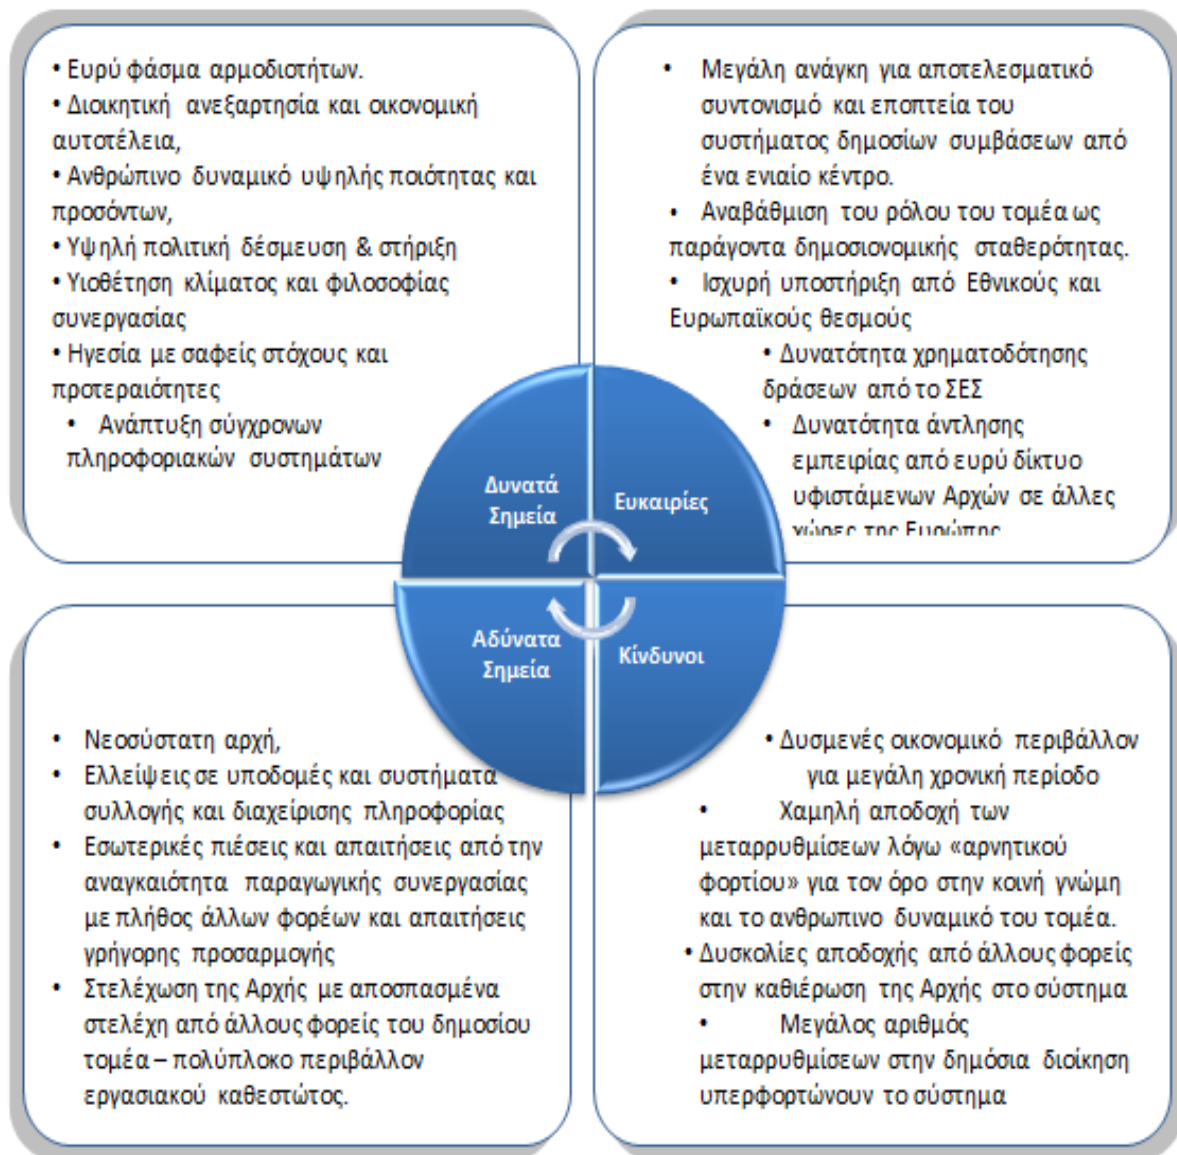 • Ευρύ φάσμα αρμοδιοτήτων.
• Διοικητική ανεξαρτησία και οικονομική
αυτοτέλεια,
• Ανθρώπινο δυναμικό υψηλής ποιότητας και
προσόντων,
• Υψηλή πολιτική δέσμευση & στήριξη
• Υιοθέτηση κλίματος και φιλοσοφίας
συνεργασίας
• Ηγεσία με σαφείς στόχους και
προτεραιότητες
• Ανάπτυξη σύγχρονων
πληροφοριακών συστημάτων
• Μεγάλη ανάγκη για αποτελεσματικό
συντονισμό και εποπτεία του
συστήματος δημοσίων συμβάσεων από
ένα ενιαίο κέντρο.
• Αναβάθμιση του ρόλου του τομέα ως
παράγοντα δημοσιονομικής σταθερότητας.
• Ισχυρή υποστήριξη από Εθνικούς και
Ευρωπαϊκούς θεσμούς
• Δυνατότητα χρηματοδότησης
δράσεων από το ΣΕΣ
• Δυνατότητα άντλησης
εμπειρίας από ευρύ δίκτυο
υφιστάμενων Αρχών σε άλλες
χώρες της Ευρώπης
Δυνατά
Σημεία
Ευκαιρίες
Αδύνατα
Σημεία
Κίνδυνοι
• Νεοσύστατη αρχή,
• Ελλείψεις σε υποδομές και συστήματα
συλλογής και διαχείρισης πληροφορίας
• Εσωτερικές πιέσεις και απαιτήσεις από την
αναγκαιότητα παραγωγικής συνεργασίας
με πλήθος άλλων φορέων και απαιτήσεις
γρήγορης προσαρμογής
• Στελέχωση της Αρχής με αποσπασμένα
στελέχη από άλλους φορείς του δημοσίου
τομέα – πολύπλοκο περιβάλλον
εργασιακού καθεστώτος.
• Δυσμενές οικονομικό περιβάλλον
για μεγάλη χρονική περίοδο
• Χαμηλή αποδοχή των
μεταρρυθμίσεων λόγω «αρνητικού
φορτίου» για τον όρο στην κοινή γνώμη
και το ανθρωπινο δυναμικό του τομέα.
• Δυσκολίες αποδοχής από άλλους φορείς
στην καθιέρωση της Αρχής στο σύστημα
• Μεγάλος αριθμός
μεταρρυθμίσεων στην δημόσια διοίκηση
υπερφορτώνουν το σύστημα